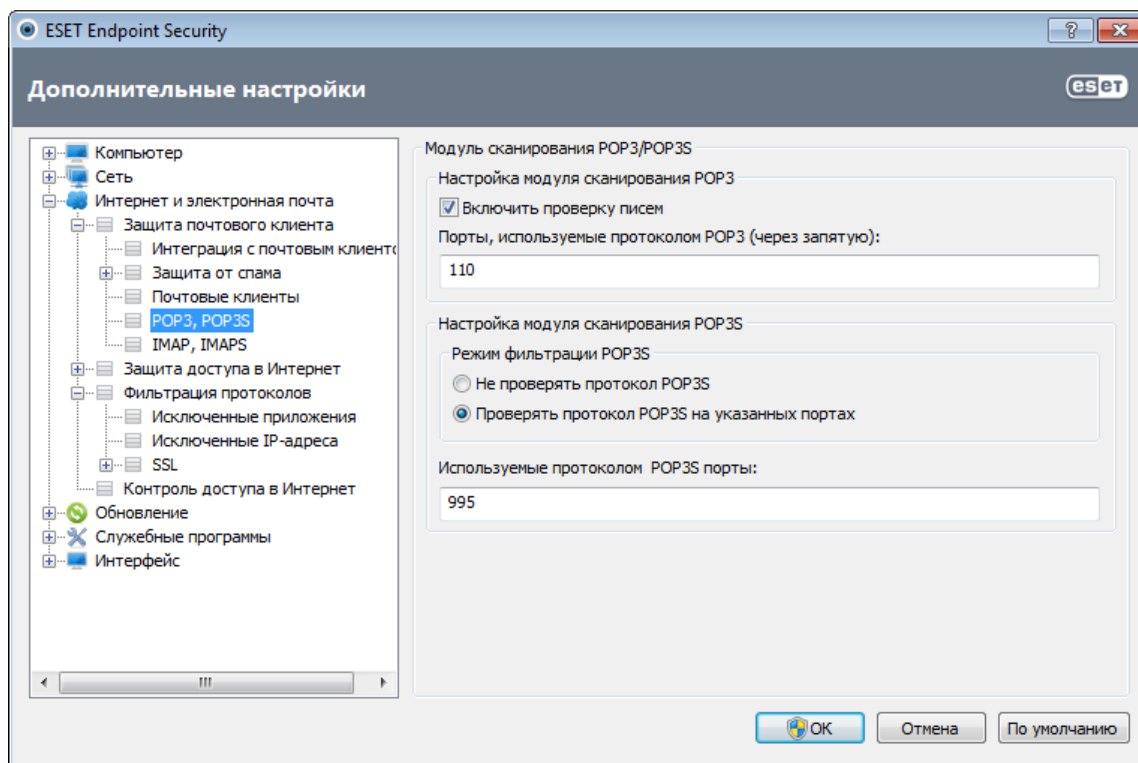 ESET Endpoint Security
Дополнительные настройки
eset
Компьютер
Сеть
Интернет и электронная почта
Защита почтового клиента
Интеграция с почтовым клиенто
Защита от спама
Почтовые клиенты
POP3, POP3S
IMAP, IMAPS
Защита доступа в Интернет
Фильтрация протоколов
Исключенные приложения
Исключенные IP-адреса
SSL
Контроль доступа в Интернет
Обновление
Служебные программы
Интерфейс
Модуль сканирования POP3/POP3S
Настройка модуля сканирования POP3
Включить проверку писем
Порты, используемые протоколом POP3 (через запятую):
110
Настройка модуля сканирования POP3S
Режим фильтрации POP3S
Не проверять протокол POP3S
Проверять протокол POP3S на указанных портах
Используемые протоколом POP3S порты:
995
OK
Отмена
По умолчанию